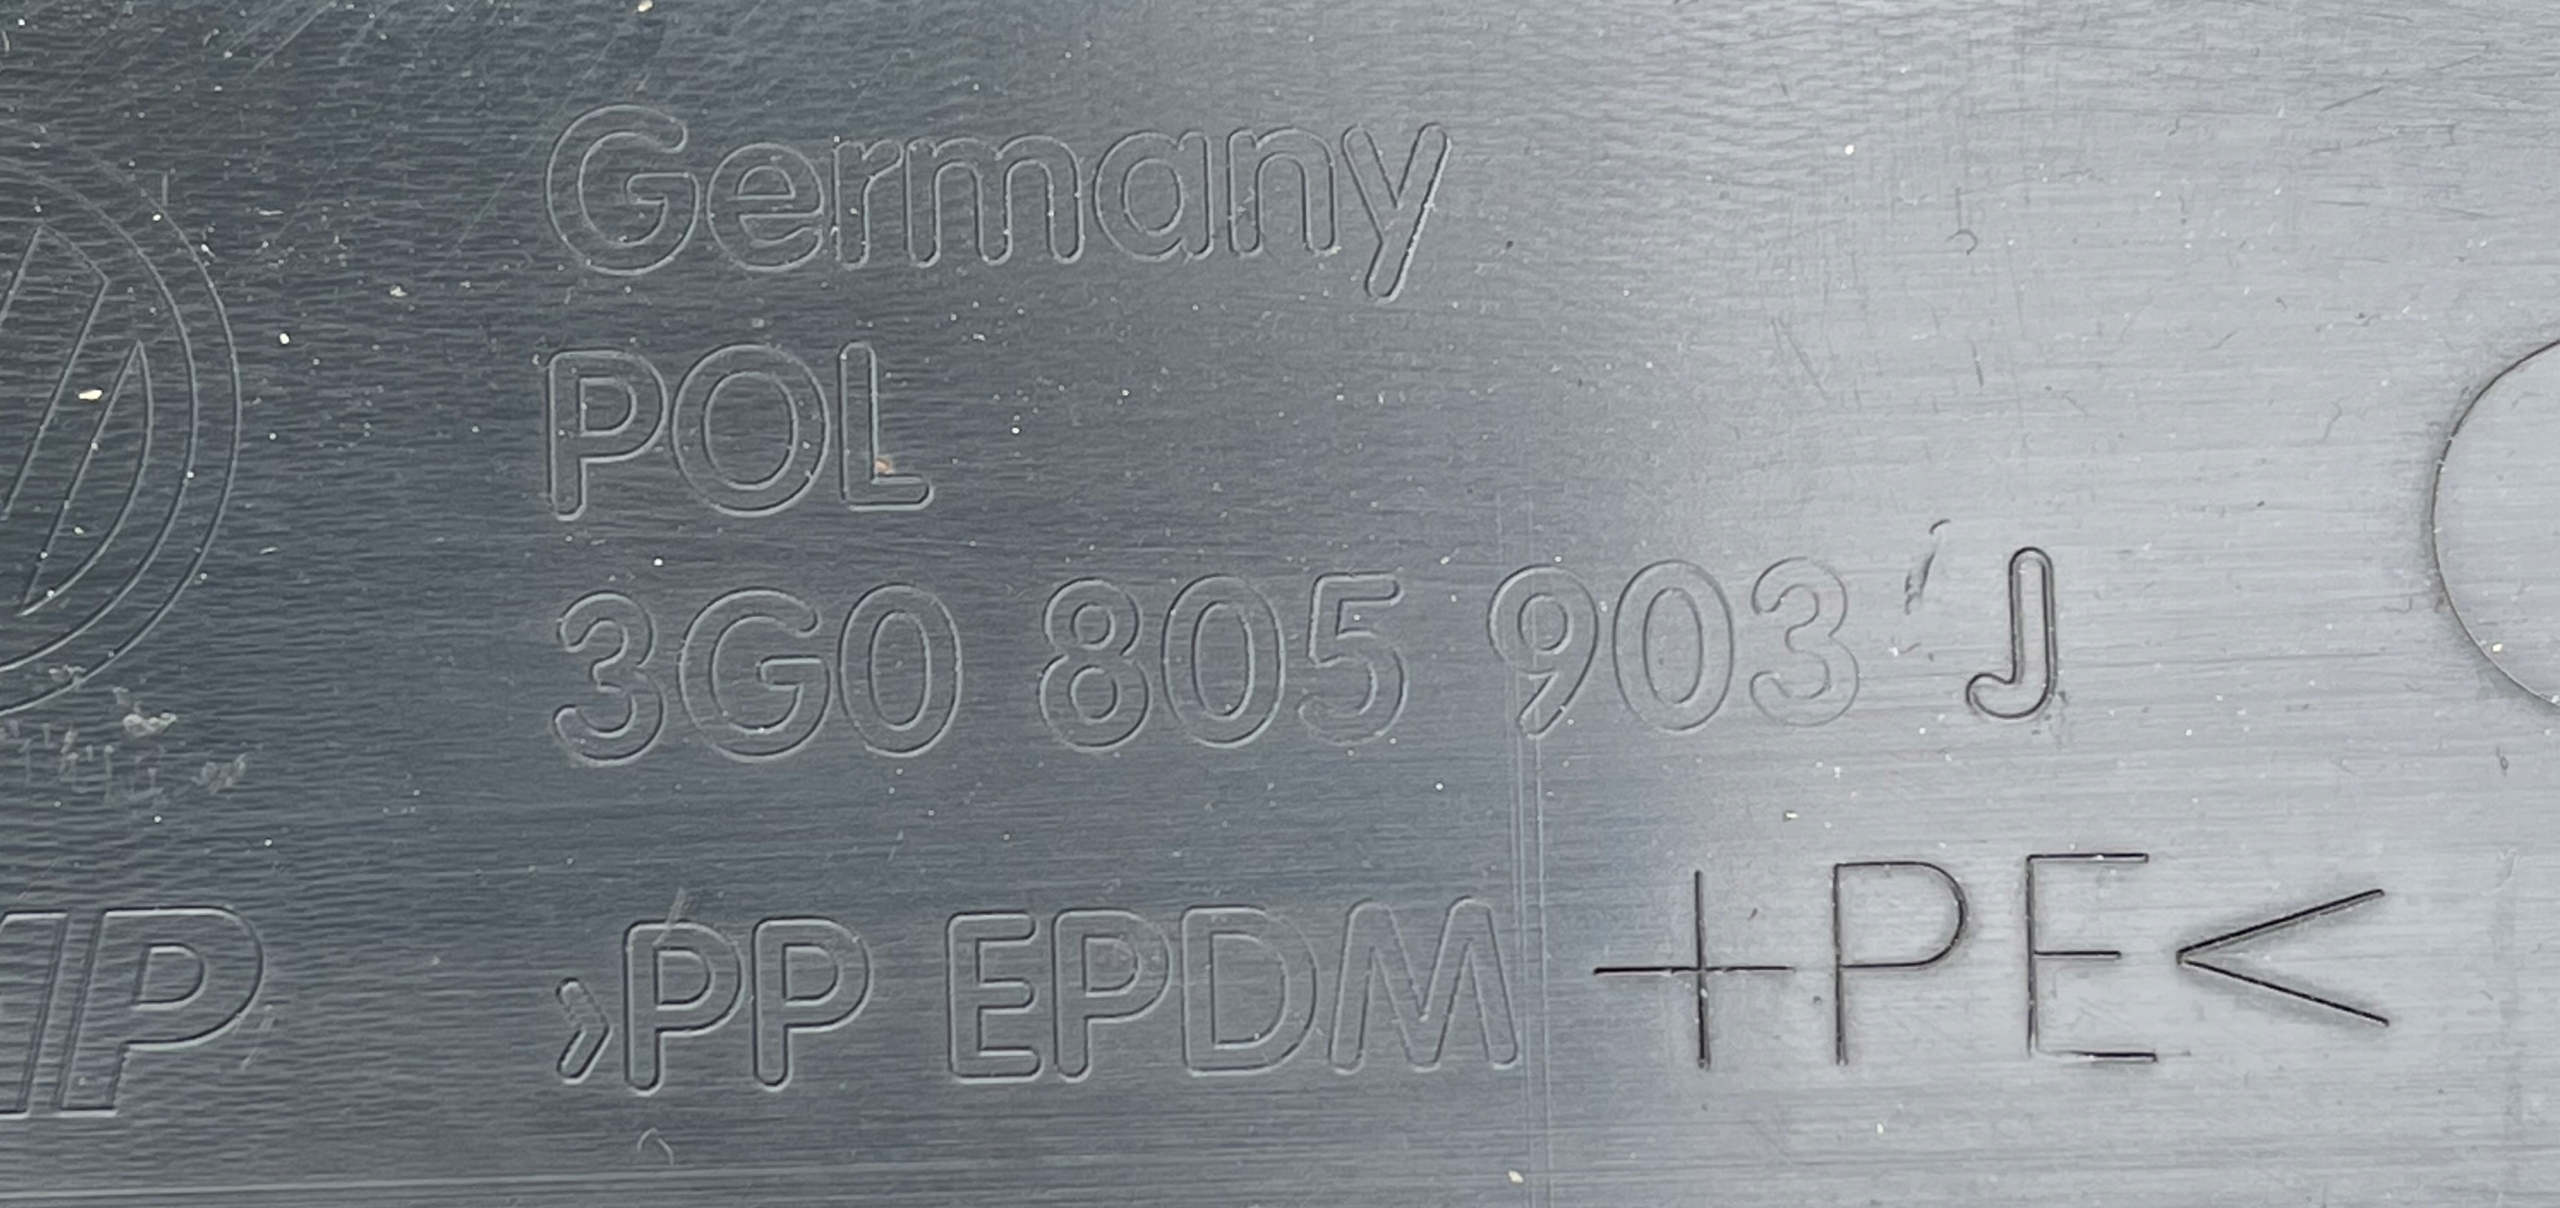 Germany
POL
3G0 805 903 J
>PP EPDM +PE<